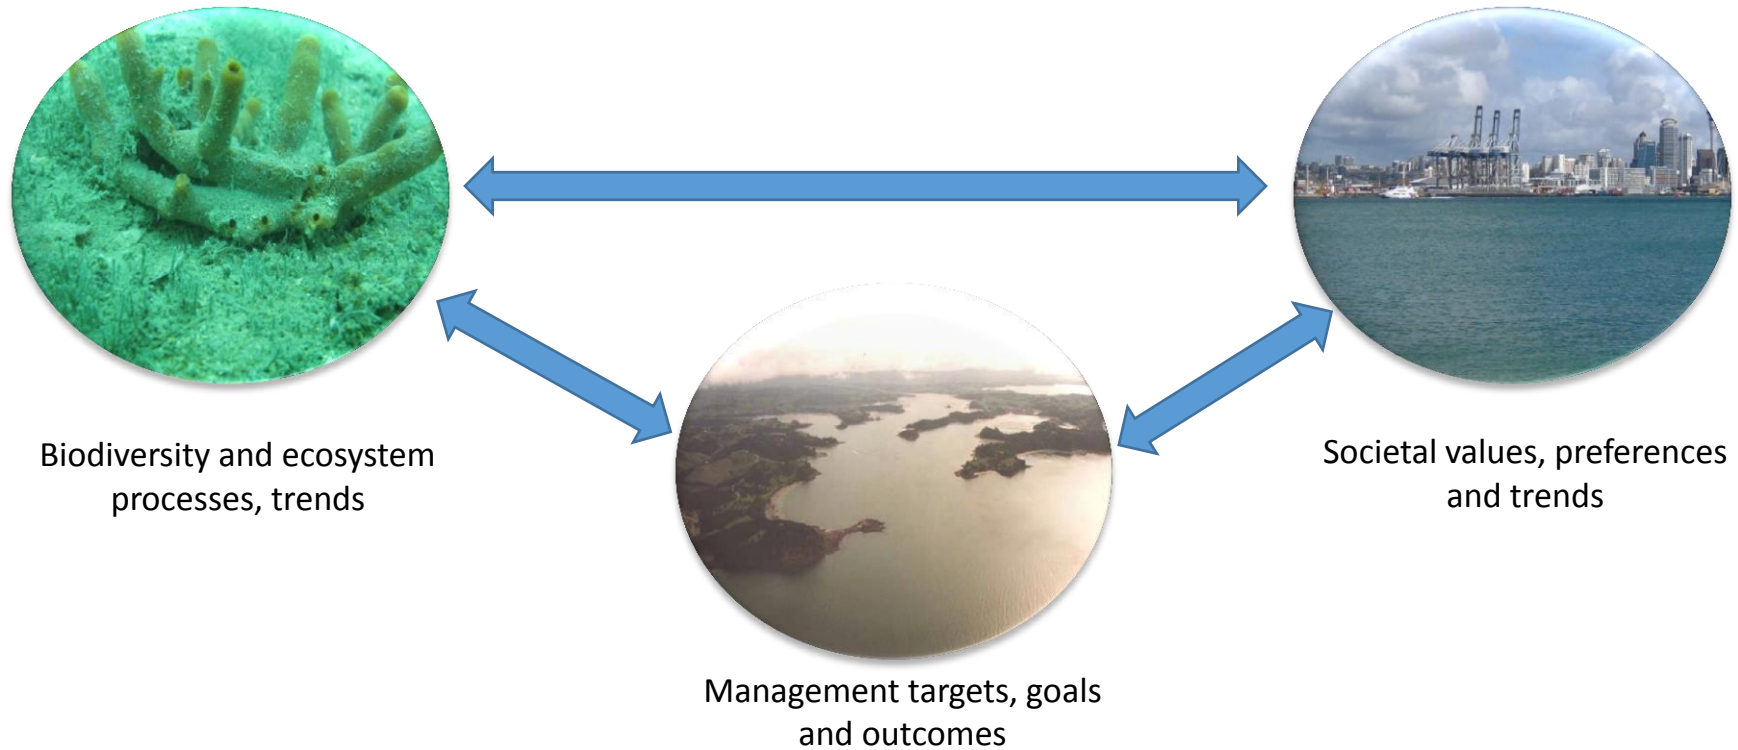 Biodiversity and ecosystem
processes, trends
Societal values, preferences
and trends
Management targets, goals
and outcomes